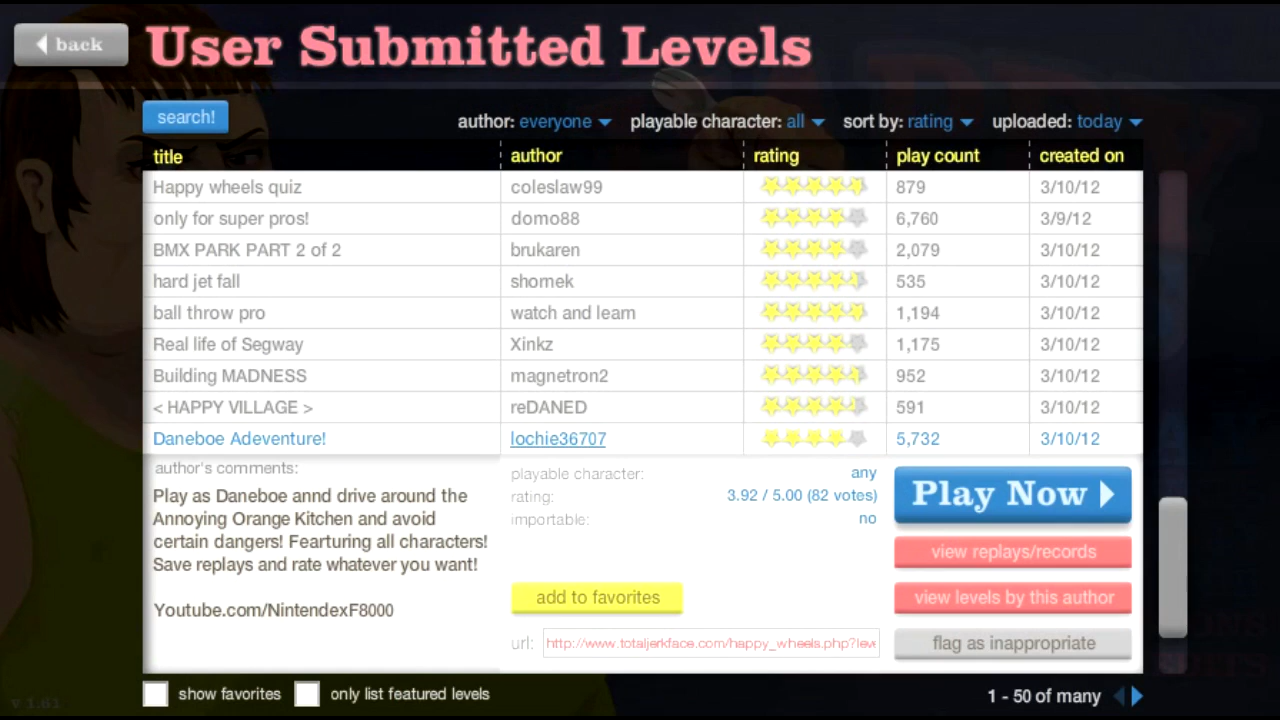 back
User Submitted Levels
search!
author: everyone playable character: all sort by: rating uploaded: today
title author rating play count created on
Happy wheels quiz coleslaw99 879 3/10/12
only for super pros! domo88 6,760 3/9/12
BMX PARK PART 2 of 2 brukaren 2,079 3/10/12
hard jet fall shomek 535 3/10/12
ball throw pro watch and learn 1,194 3/10/12
Real life of Segway Xinkz 1,175 3/10/12
Building MADNESS magnetron2 952 3/10/12
< HAPPY VILLAGE > reDANED 591 3/10/12
Daneboe Adeventure! lochie36707 5,732 3/10/12
author's comments:
Play as Daneboe annd drive around the
Annoying Orange Kitchen and avoid
certain dangers! Fearturing all characters!
Save replays and rate whatever you want!
Youtube.com/NintendexF8000
playable character: any
rating: 3.92 / 5.00 (82 votes)
importable: no
add to favorites
url: http://www.totaljerkface.com/happy_wheels.php?lev
Play Now
view replays/records
view levels by this author
flag as inappropriate
show favorites only list featured levels
1 - 50 of many
v 1.61